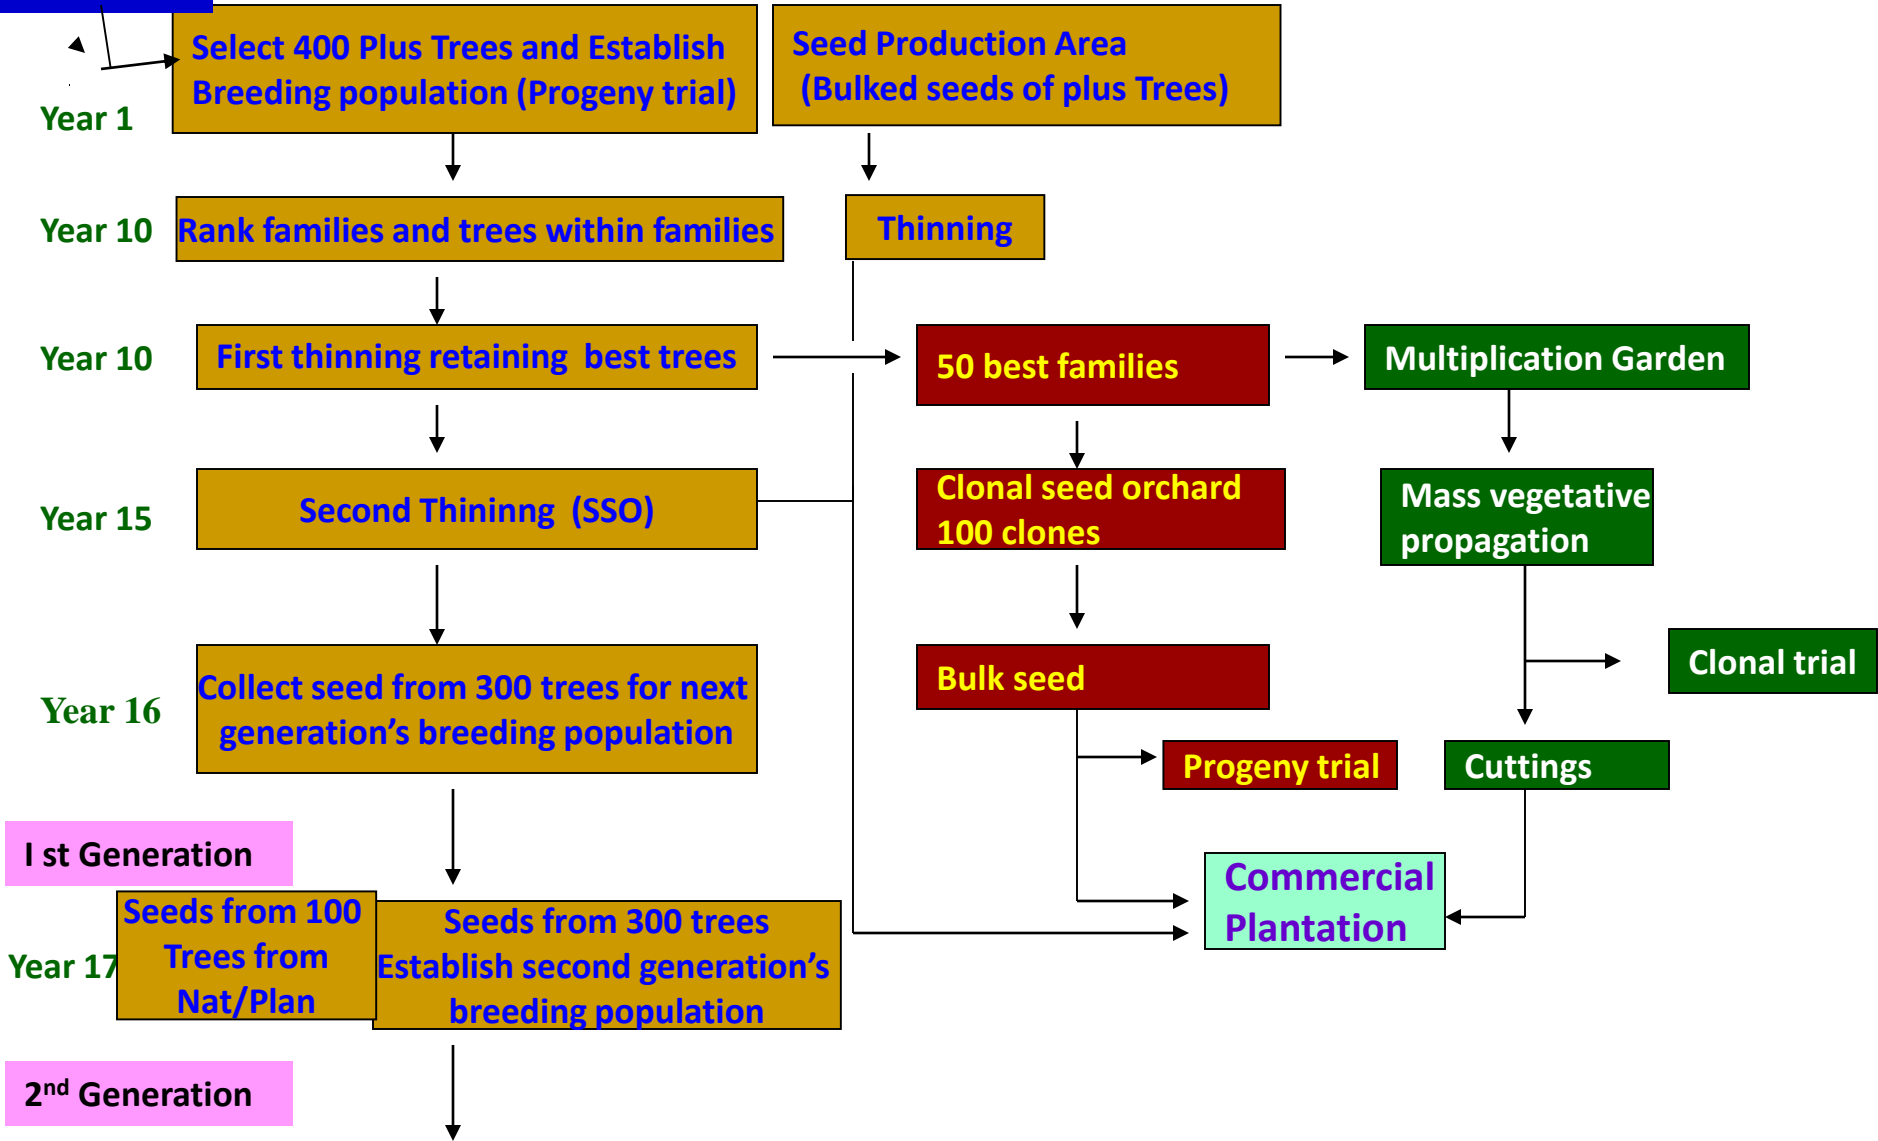 Select 400 Plus Trees and Establish
Breeding population (Progeny trial)
Seed Production Area
(Bulked seeds of plus Trees)
Year 1
Year 10
Rank families and trees within families
Thinning
Year 10
First thinning retaining best trees
50 best families
Multiplication Garden
Year 15
Second Thininng (SSO)
Clonal seed orchard
100 clones
Mass vegetative
propagation
Year 16
Collect seed from 300 trees for next
generation’s breeding population
Bulk seed
Clonal trial
Progeny trial
Cuttings
I st Generation
Commercial
Plantation
Year 17
Seeds from 100
Trees from
Nat/Plan
Seeds from 300 trees
Establish second generation’s
breeding population
2nd Generation